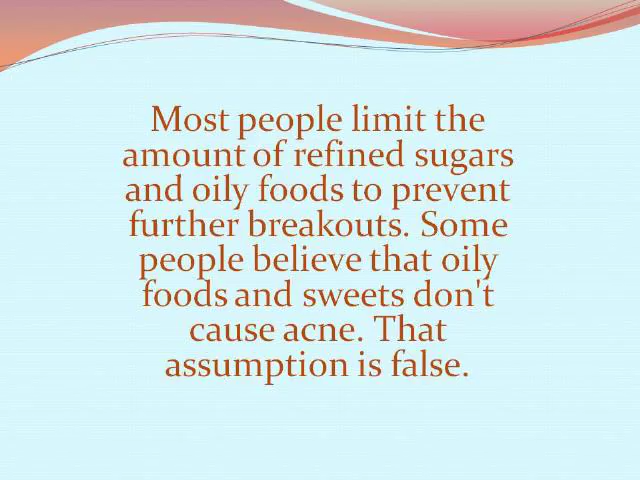 Most people limit the
amount of refined sugars
and oily foods to prevent
further breakouts. Some
people believe that oily
foods and sweets don't
cause acne. That
assumption is false.